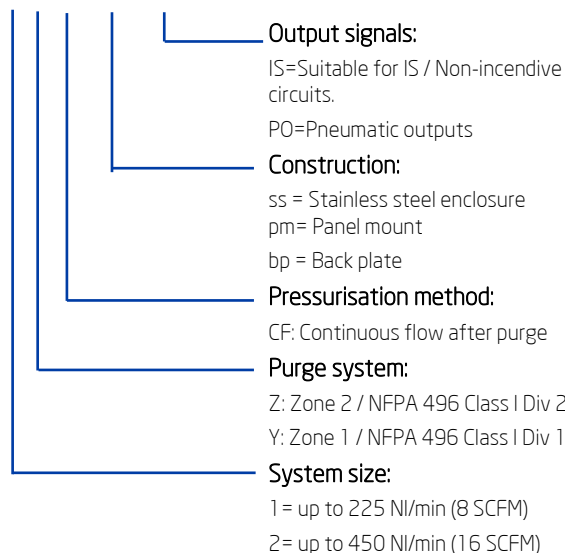 Output signals:
IS=Suitable for IS / Non-incendive
circuits.
PO=Pneumatic outputs
Construction:
ss = Stainless steel enclosure
pm= Panel mount
bp = Back plate
Pressurisation method:
CF: Continuous flow after purge
Purge system:
Z: Zone 2 / NFPA 496 Class I Div 2
Y: Zone 1 / NFPA 496 Class I Div 1
System size:
1= up to 225 Nl/min (8 SCFM)
2= up to 450 Nl/min (16 SCFM)